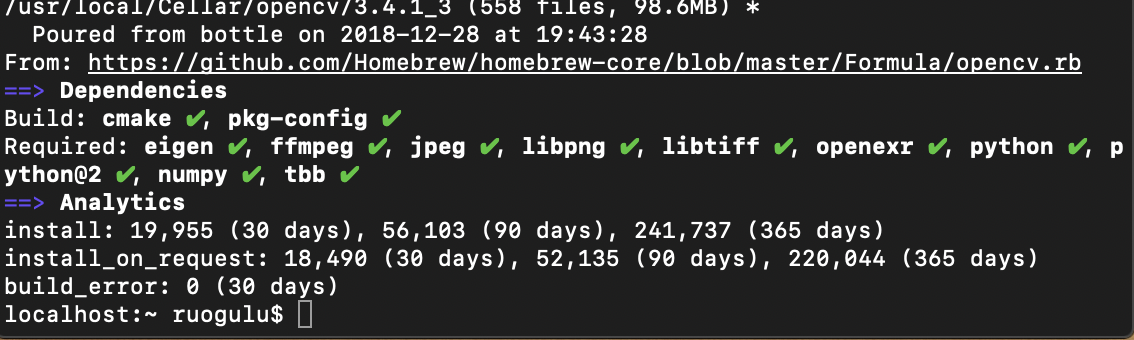 /usr/local/Cellar/opencv/3.4.1_3 (558 files, 98.6MB) *
  Poured from bottle on 2018-12-28 at 19:43:28
From: https://github.com/Homebrew/homebrew-core/blob/master/Formula/opencv.rb
==> Dependencies
Build: cmake ✔, pkg-config ✔
Required: eigen ✔, ffmpeg ✔, jpeg ✔, libpng ✔, libtiff ✔, openexr ✔, python ✔, p
ython@2 ✔, numpy ✔, tbb ✔
==> Analytics
install: 19,955 (30 days), 56,103 (90 days), 241,737 (365 days)
install_on_request: 18,490 (30 days), 52,135 (90 days), 220,044 (365 days)
build_error: 0 (30 days)
localhost:~ ruogulu$